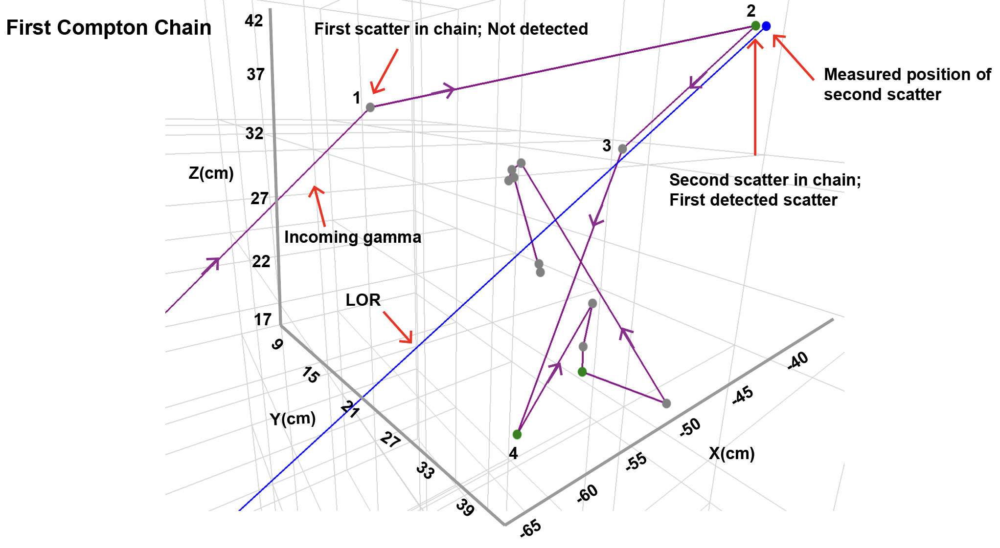 First Compton Chain
42
First scatter in chain; Not detected
2
37
Measured position of
second scatter
1
32
3
Z(cm)
Second scatter in chain;
First detected scatter
27
Incoming gamma
22
LOR
17
9
15
21
Y(cm)
27
33
39
4
-40
-45
-50
X(cm)
-55
-60
-65